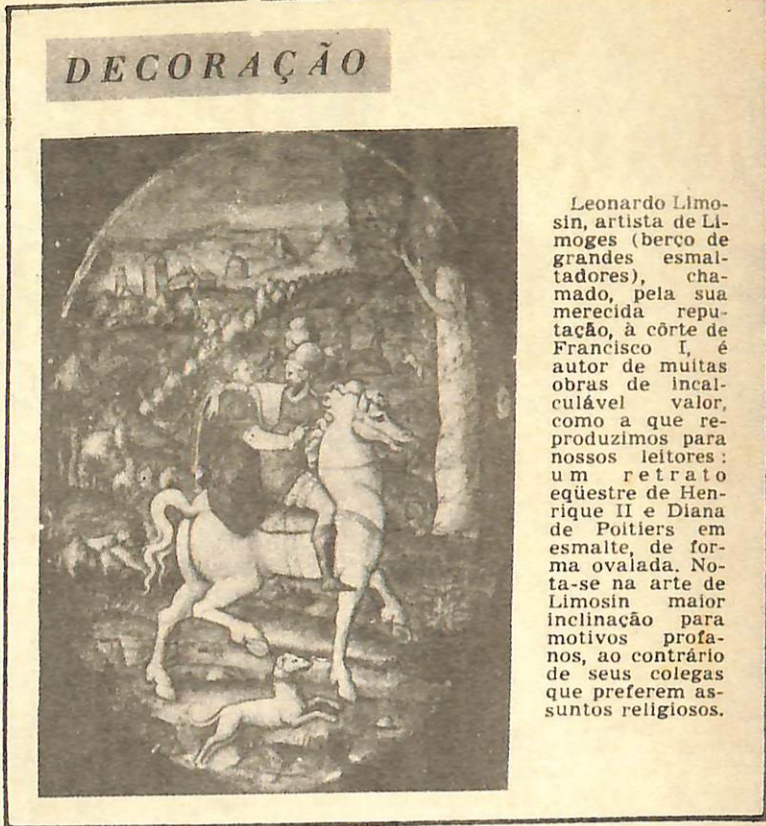 DECORAÇÃO
Leonardo Limo-
sin, artista de Li-
moges (berço de
grandes esmal-
tadores), cha-
mado, pela sua
merecida repu-
tação, à côrte de
Francisco I, é
autor de muitas
obras de incal-
culável valor,
como a que re-
produzimos para
nossos leitores :
um retrato
eqüestre de Hen-
rique II e Diana
de Poitiers em
esmalte, de for-
ma ovalada. No-
ta-se na arte de
Limosin maior
inclinação para
motivos profa-
nos, ao contrário
de seus colegas
que preferem as-
suntos religiosos.